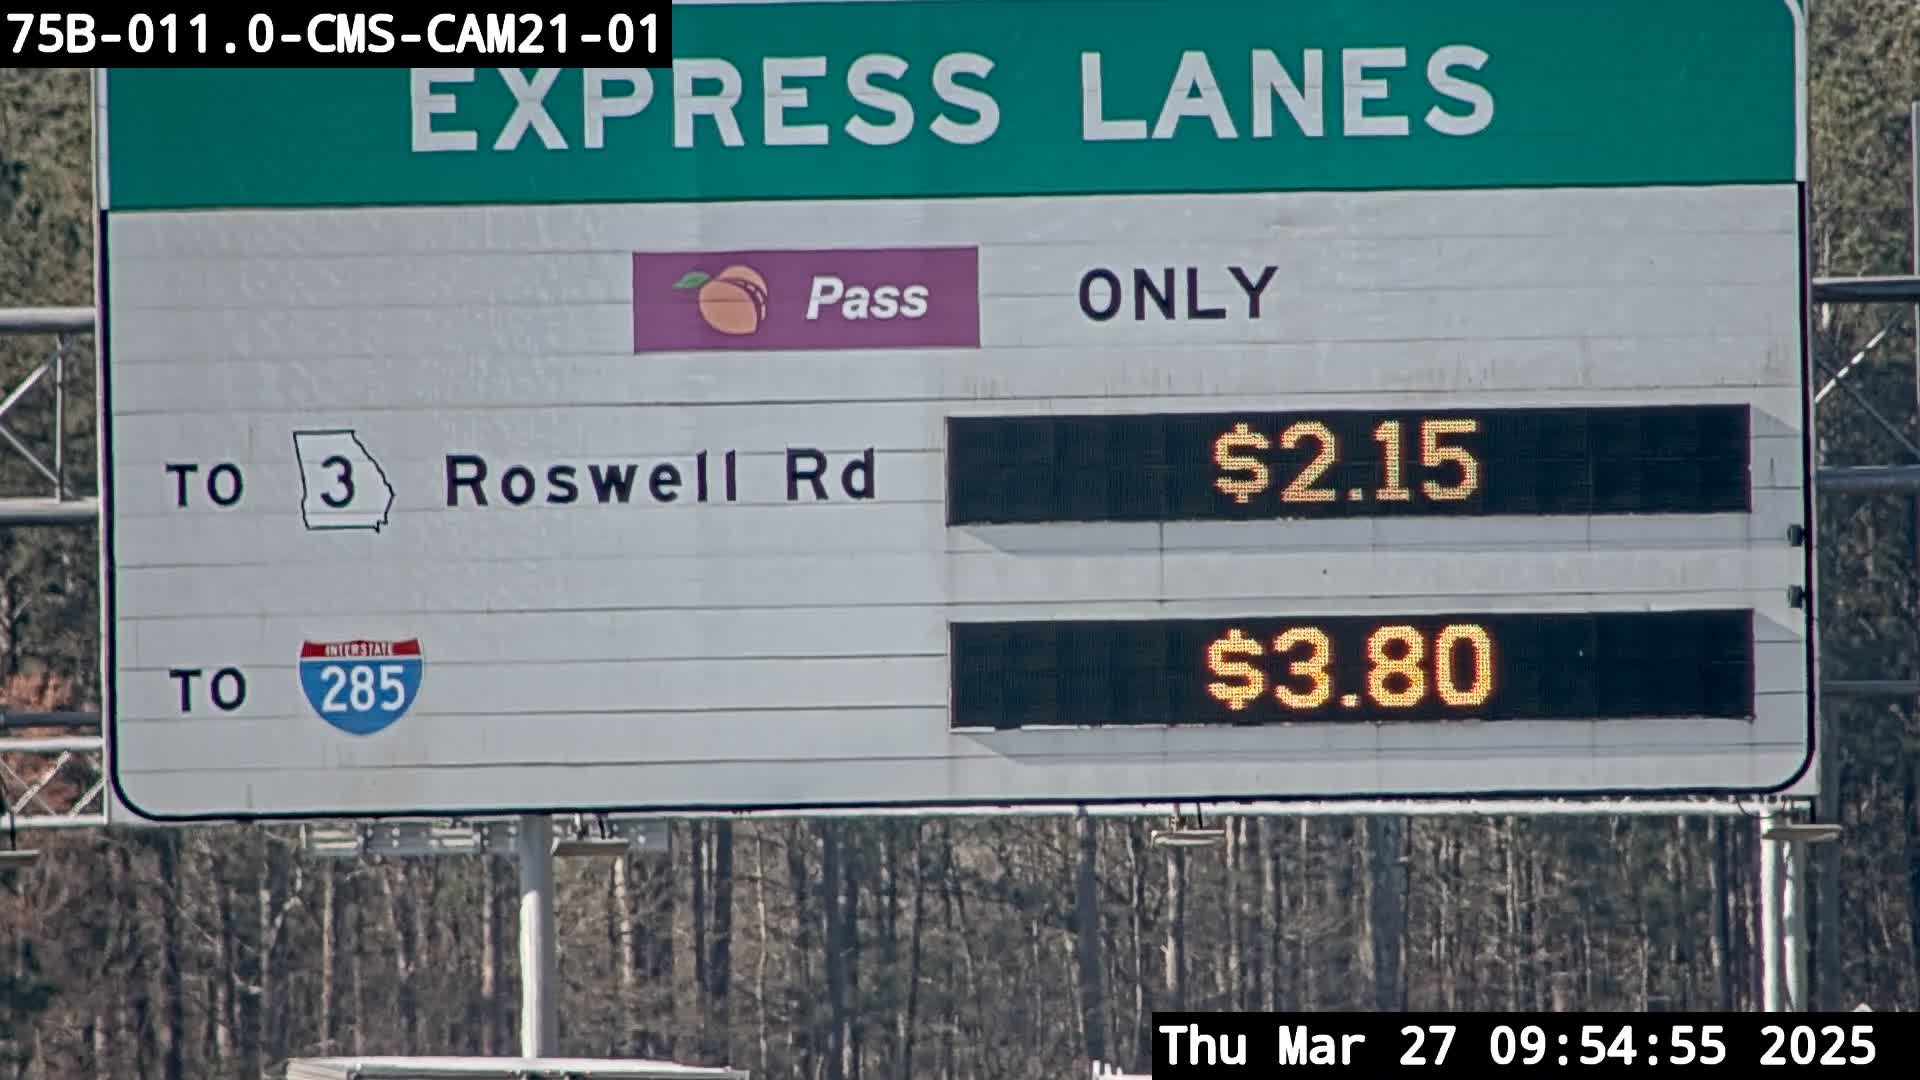 75B-011.0-CMS-CAM21-01
EXPRESS LANES
Pass ONLY
TO 3 Roswell Rd $2.15
INTERSTATE
TO 285 $3.80
Thu Mar 27 09:54:55 2025